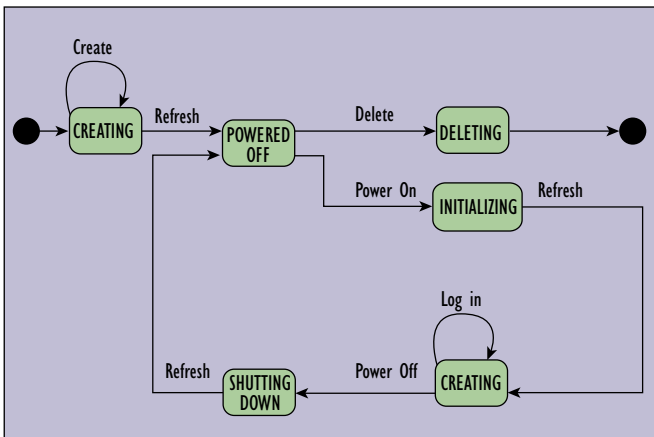 Create
CREATING
Refresh
POWERED
OFF
Delete
DELETING
Power On
INITIALIZING
Refresh
Log in
CREATING
Power Off
SHUTTING
DOWN
Refresh